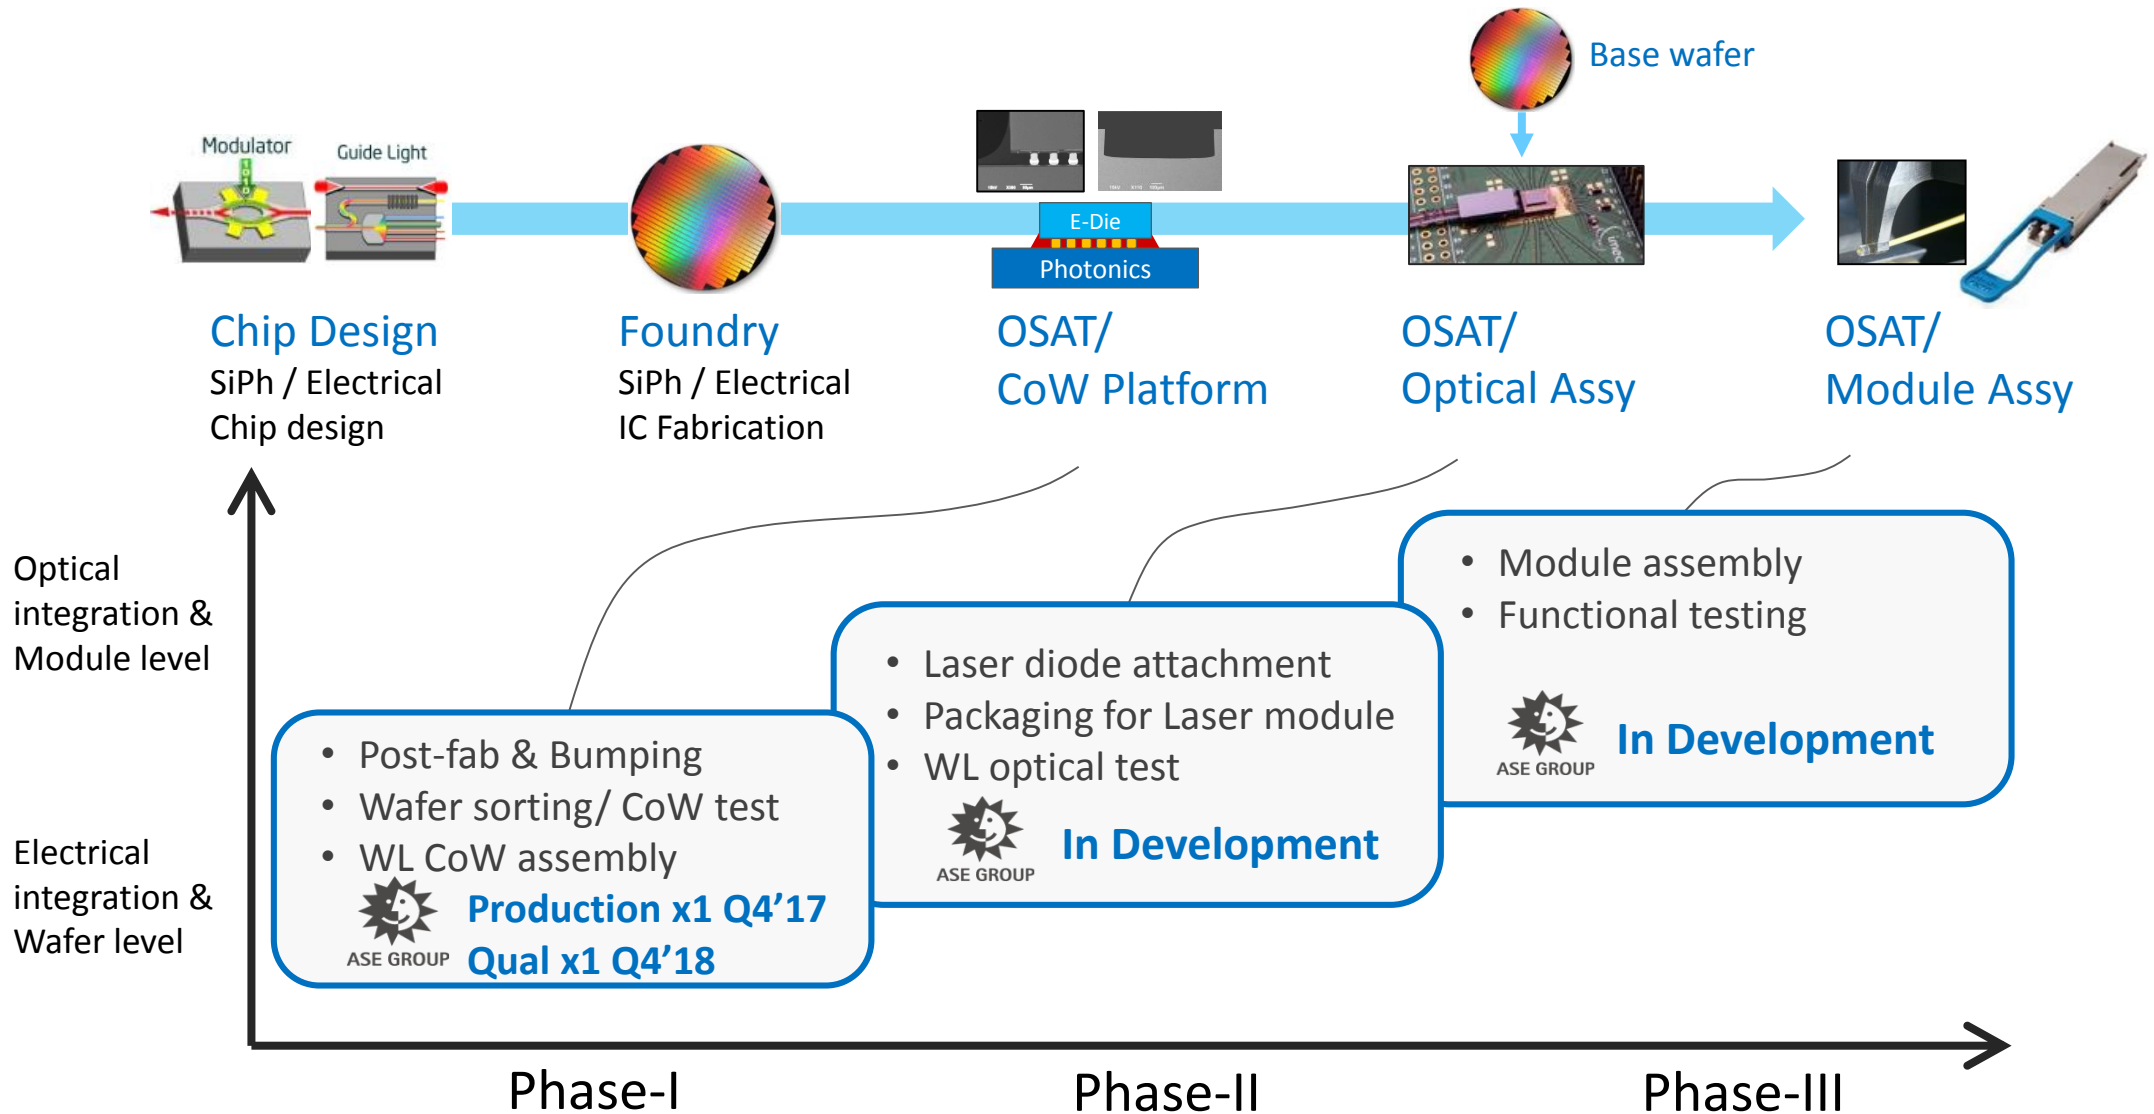 Base wafer
Modulator
1010
Guide Light
E-Die
Photonics
imec
Chip Design
SiPh / Electrical
Chip design
Foundry
SiPh / Electrical
IC Fabrication
OSAT/
CoW Platform
OSAT/
Optical Assy
OSAT/
Module Assy
Optical
integration &
Module level
Electrical
integration &
Wafer level
• Post-fab & Bumping
• Wafer sorting/ CoW test
• WL CoW assembly
ASE GROUP
Production x1 Q4’17
Qual x1 Q4’18
• Laser diode attachment
• Packaging for Laser module
• WL optical test
ASE GROUP
In Development
• Module assembly
• Functional testing
ASE GROUP
In Development
Phase-I
Phase-II
Phase-III